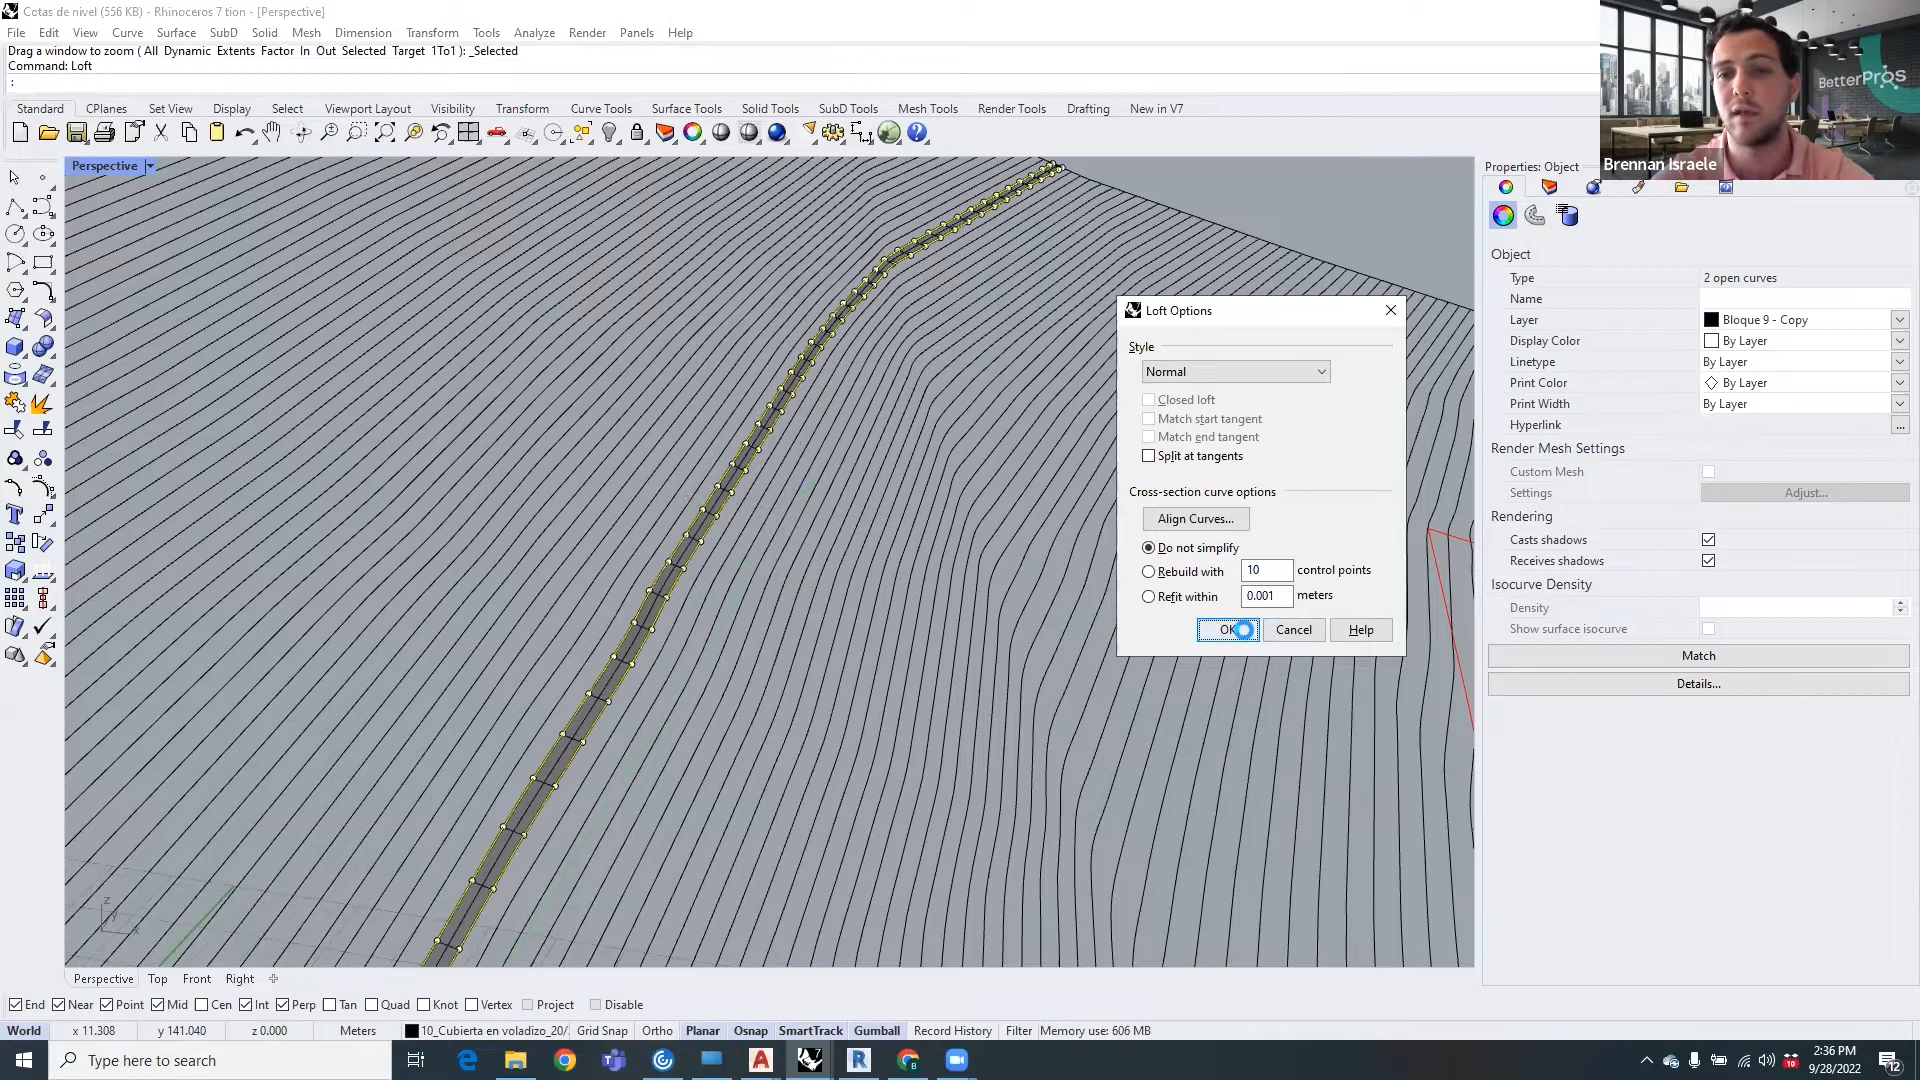 Cotas de nivel (556 KB) - Rhinoceros 7 tion - [Perspective]
File Edit View Curve Surface SubD Solid Mesh Dimension Transform Tools Analyze Render Panels Help
Drag a window to zoom ( All Dynamic Extents Factor In Out Selected Target 1To1 ): _Selected
Command: Loft
:
Standard CPlanes Set View Display Select Viewport Layout Visibility Transform Curve Tools Surface Tools Solid Tools SubD Tools Mesh Tools Render Tools Drafting New in V7
BetterPros
Brennan Israele
Perspective
Properties: Object
Object
Type 2 open curves
Name
Layer Bloque 9 - Copy
Display Color By Layer
Linetype By Layer
Print Color By Layer
Print Width By Layer
Hyperlink ...
Render Mesh Settings
Custom Mesh
Settings Adjust...
Rendering
Casts shadows
Receives shadows
Isocurve Density
Density
Show surface isocurve
Match
Details...
Loft Options
Style
Normal
Closed loft
Match start tangent
Match end tangent
Split at tangents
Cross-section curve options
Align Curves...
Do not simplify
Rebuild with 10 control points
Refit within 0.001 meters
OK Cancel Help
z
y
x
Perspective Top Front Right
End Near Point Mid Cen Int Perp Tan Quad Knot Vertex Project Disable
World x 11.308 y 141.040 z 0.000 Meters 10_Cubierta en voladizo_20/ Grid Snap Ortho Planar Osnap SmartTrack Gumball Record History Filter Memory use: 606 MB
Type here to search
2:36 PM
9/28/2022
12